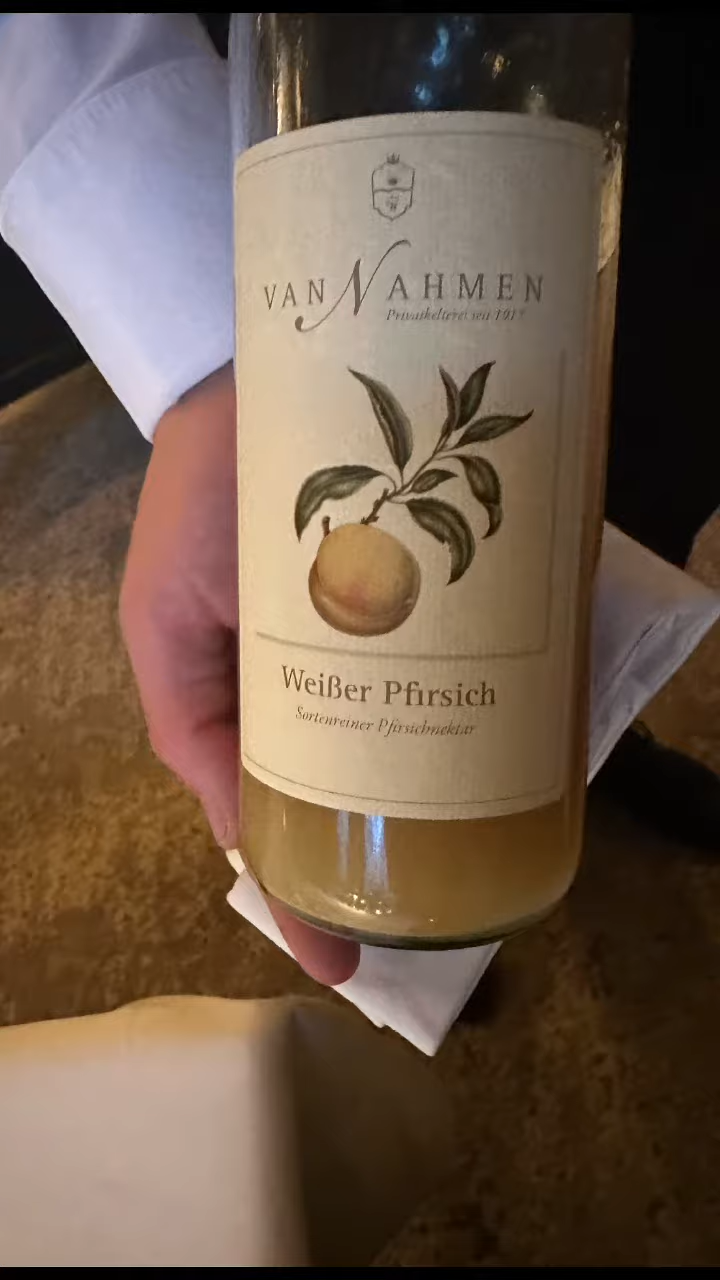 VAN NAHMEN
Privatkelterei seit 1917
Weißer Pfirsich
Sortenreiner Pfirsichnektar